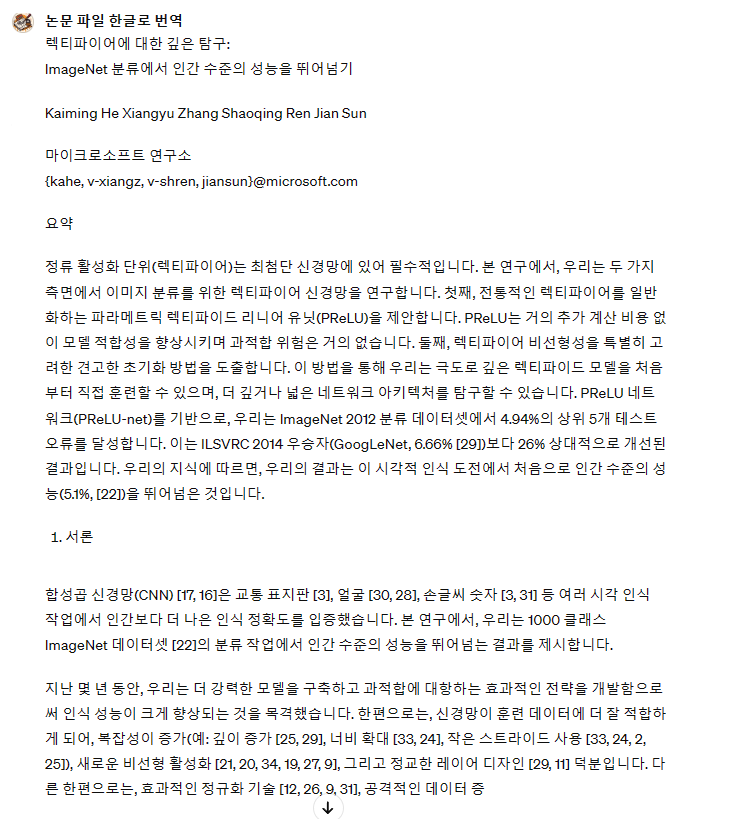 논문 파일 한글로 번역
렉티파이어에 대한 깊은 탐구:
ImageNet 분류에서 인간 수준의 성능을 뛰어넘기
Kaiming He Xiangyu Zhang Shaoqing Ren Jian Sun
마이크로소프트 연구소
{kahe, v-xiangz, v-shren, jiansun}@microsoft.com
요약
정류 활성화 단위(렉티파이어)는 최첨단 신경망에 있어 필수적입니다. 본 연구에서, 우리는 두 가지
측면에서 이미지 분류를 위한 렉티파이어 신경망을 연구합니다. 첫째, 전통적인 렉티파이어를 일반
화하는 파라메트릭 렉티파이드 리니어 유닛(PReLU)을 제안합니다. PReLU는 거의 추가 계산 비용 없
이 모델 적합성을 향상시키며 과적합 위험은 거의 없습니다. 둘째, 렉티파이어 비선형성을 특별히 고
려한 견고한 초기화 방법을 도출합니다. 이 방법을 통해 우리는 극도로 깊은 렉티파이드 모델을 처음
부터 직접 훈련할 수 있으며, 더 깊거나 넓은 네트워크 아키텍처를 탐구할 수 있습니다. PReLU 네트
워크(PReLU-net)를 기반으로, 우리는 ImageNet 2012 분류 데이터셋에서 4.94%의 상위 5개 테스트
오류를 달성합니다. 이는 ILSVRC 2014 우승자(GoogLeNet, 6.66% [29])보다 26% 상대적으로 개선된
결과입니다. 우리의 지식에 따르면, 우리의 결과는 이 시각적 인식 도전에서 처음으로 인간 수준의 성
능(5.1%, [22])을 뛰어넘은 것입니다.
1. 서론
합성곱 신경망(CNN) [17, 16]은 교통 표지판 [3], 얼굴 [30, 28], 손글씨 숫자 [3, 31] 등 여러 시각 인식
작업에서 인간보다 더 나은 인식 정확도를 입증했습니다. 본 연구에서, 우리는 1000 클래스
ImageNet 데이터셋 [22]의 분류 작업에서 인간 수준의 성능을 뛰어넘는 결과를 제시합니다.
지난 몇 년 동안, 우리는 더 강력한 모델을 구축하고 과적합에 대항하는 효과적인 전략을 개발함으로
써 인식 성능이 크게 향상되는 것을 목격했습니다. 한편으로는, 신경망이 훈련 데이터에 더 잘 적합하
게 되어, 복잡성이 증가(예: 깊이 증가 [25, 29], 너비 확대 [33, 24], 작은 스트라이드 사용 [33, 24, 2,
25]), 새로운 비선형 활성화 [21, 20, 34, 19, 27, 9], 그리고 정교한 레이어 디자인 [29, 11] 덕분입니다. 다
른 한편으로는, 효과적인 정규화 기술 [12, 26, 9, 31], 공격적인 데이터 증